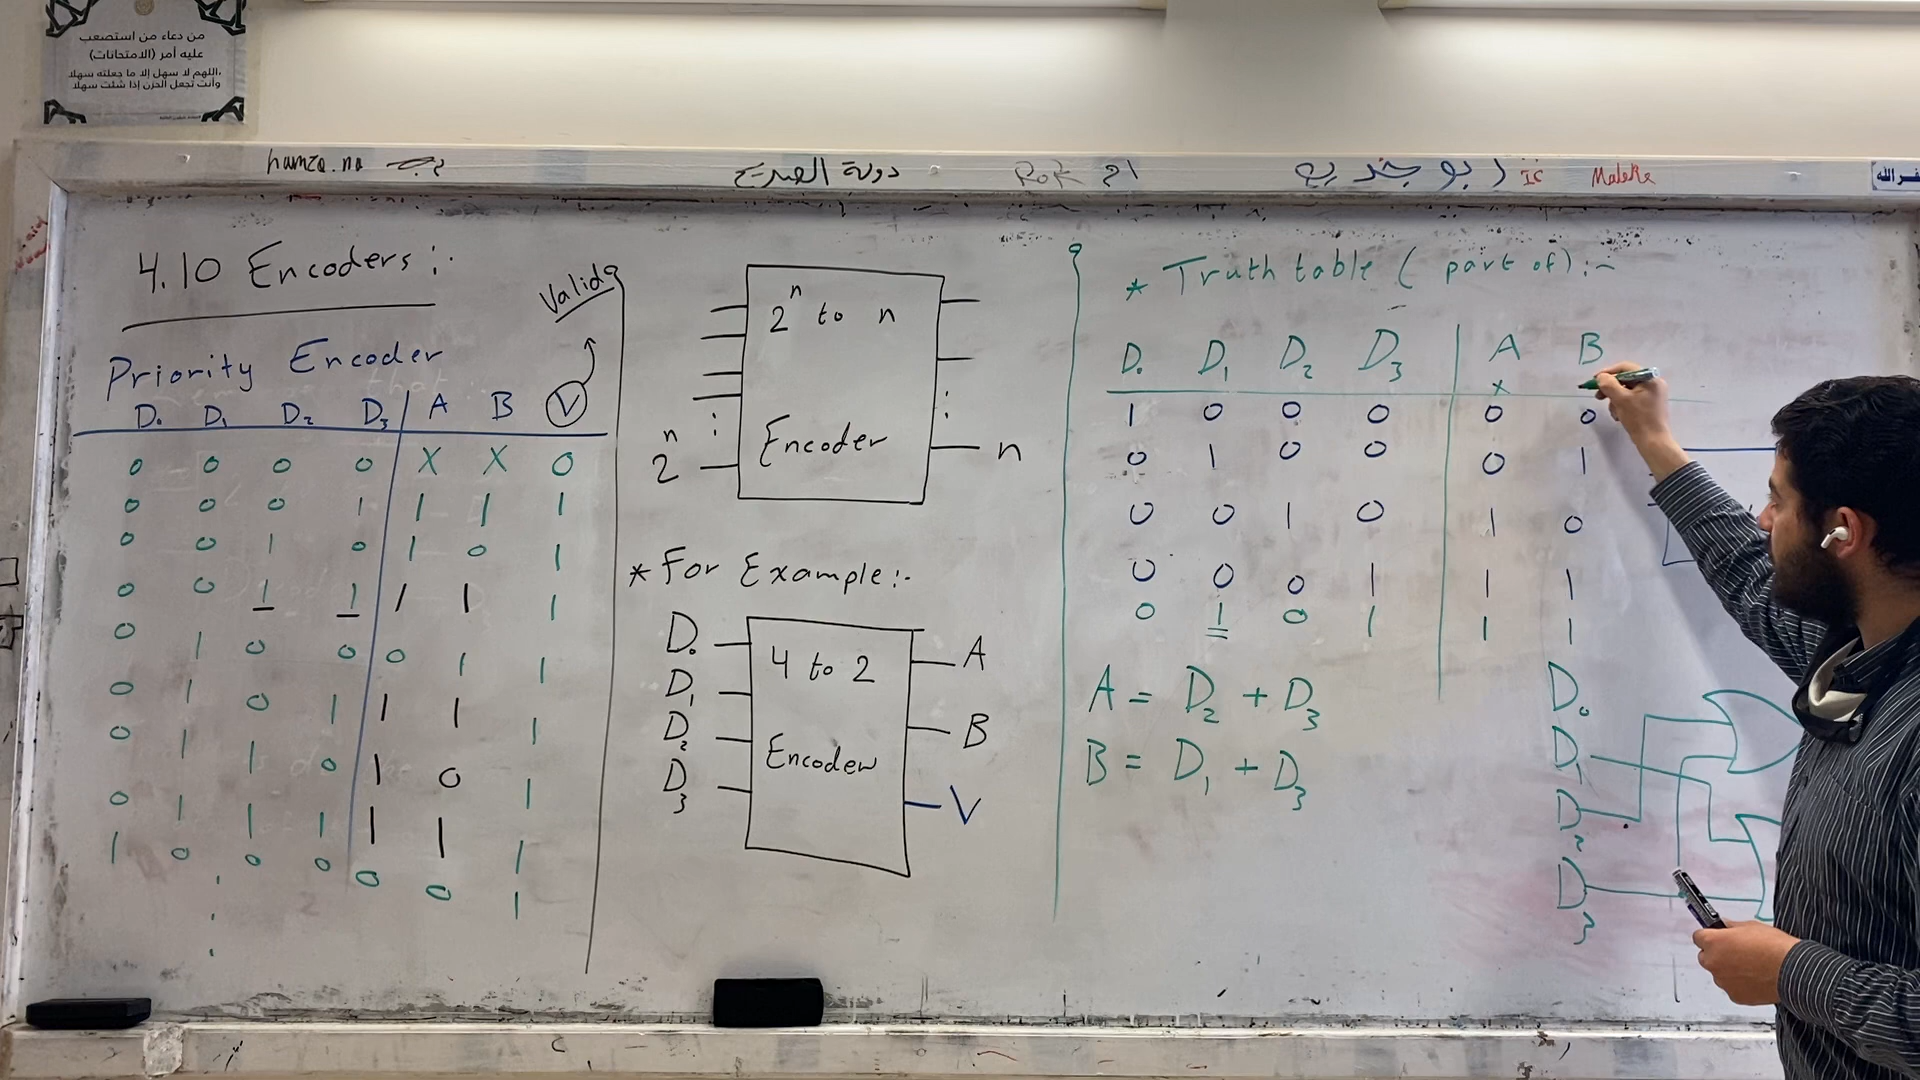 من دعاء من استصعب
عليه أمر (الامتحانات)
اللهم لا سهل إلا ما جعلته سهلا،
وأنت تجعل الحزن إذا شئت سهلا
دولة
ابو
Maleke
4.10 Encoders:-
Valid
Priority Encoder
D₀ D₁ D₂ D₃ A B V
0 0 0 0 X X 0
0 0 0 1 1 1 1
0 0 1 0 1 0 1
0 0 1 1 1 1 1
0 1 0 0 0 1 1
0 1 0 1 1 1 1
0 1 1 0 1 0 1
0 1 1 1 1 1 1
1 0 0 0 0 0 1
2ⁿ to n
Encoder
2ⁿ
n
* For Example:-
D₀
D₁
D₂
D₃
4 to 2
Encoder
A
B
V
* Truth table ( part of):-
D₀ D₁ D₂ D₃ A B
x
1 0 0 0 0 0
0 1 0 0 0 1
0 0 1 0 1 0
0 0 0 1 1 1
0 1 0 1 1 1
A = D₂ + D₃
B = D₁ + D₃
D₀
D₁
D₂
D₃